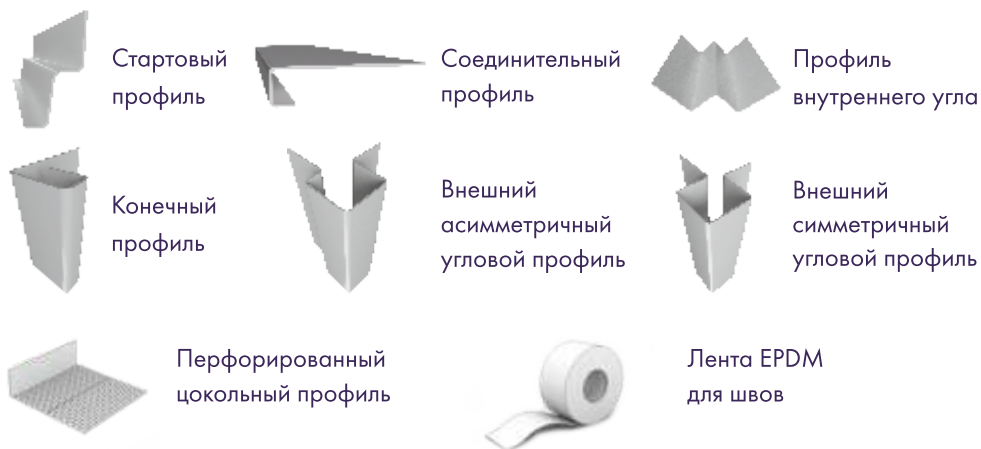 Стартовый
профиль
Соединительный
профиль
Профиль
внутреннего угла
Конечный
профиль
Внешний
асимметричный
угловой профиль
Внешний
симметричный
угловой профиль
Перфорированный
цокольный профиль
Лента EPDM
для швов